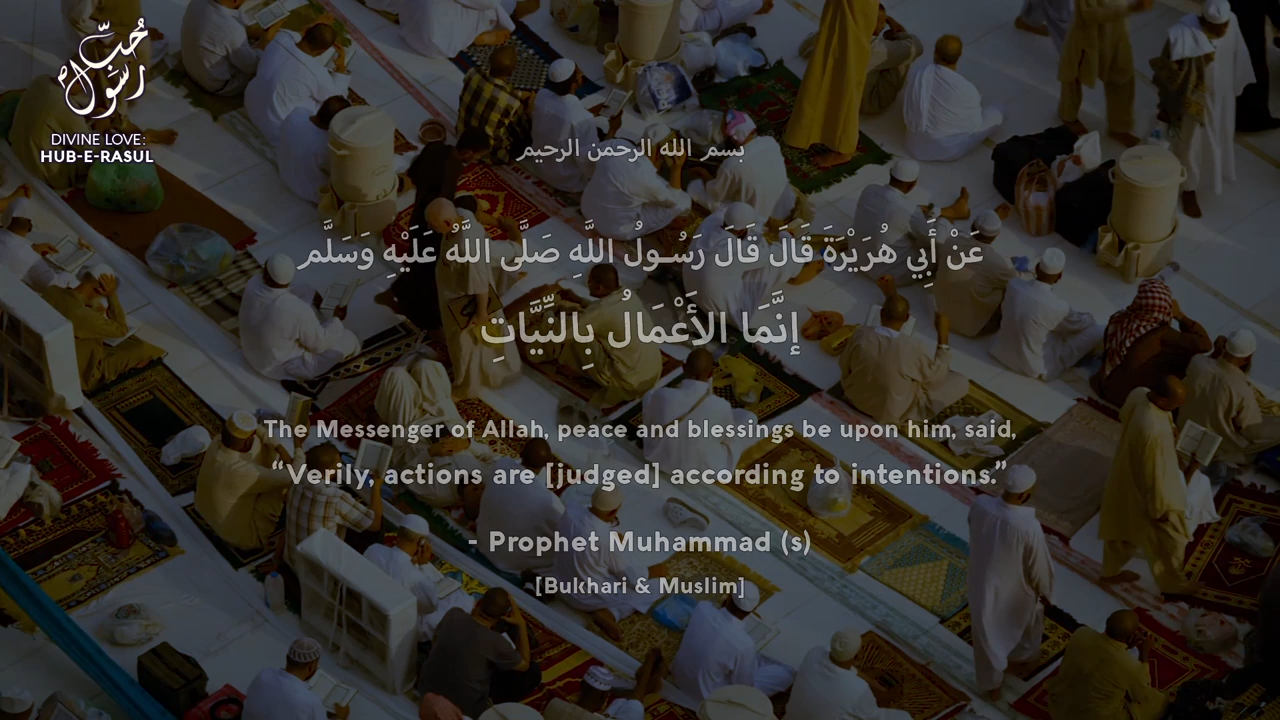 حُبّ
رسول
DIVINE LOVE:
HUB-E-RASUL
بسم الله الرحمن الرحيم
عَنْ أَبِي هُرَيْرَةَ قَالَ قَالَ رَسُولُ اللَّهِ صَلَّى اللَّهُ عَلَيْهِ وَسَلَّم
إنَّمَا الأَعْمَالُ بِالنِّيَّاتِ
The Messenger of Allah, peace and blessings be upon him, said,
“Verily, actions are [judged] according to intentions.”
- Prophet Muhammad (s)
[Bukhari & Muslim]